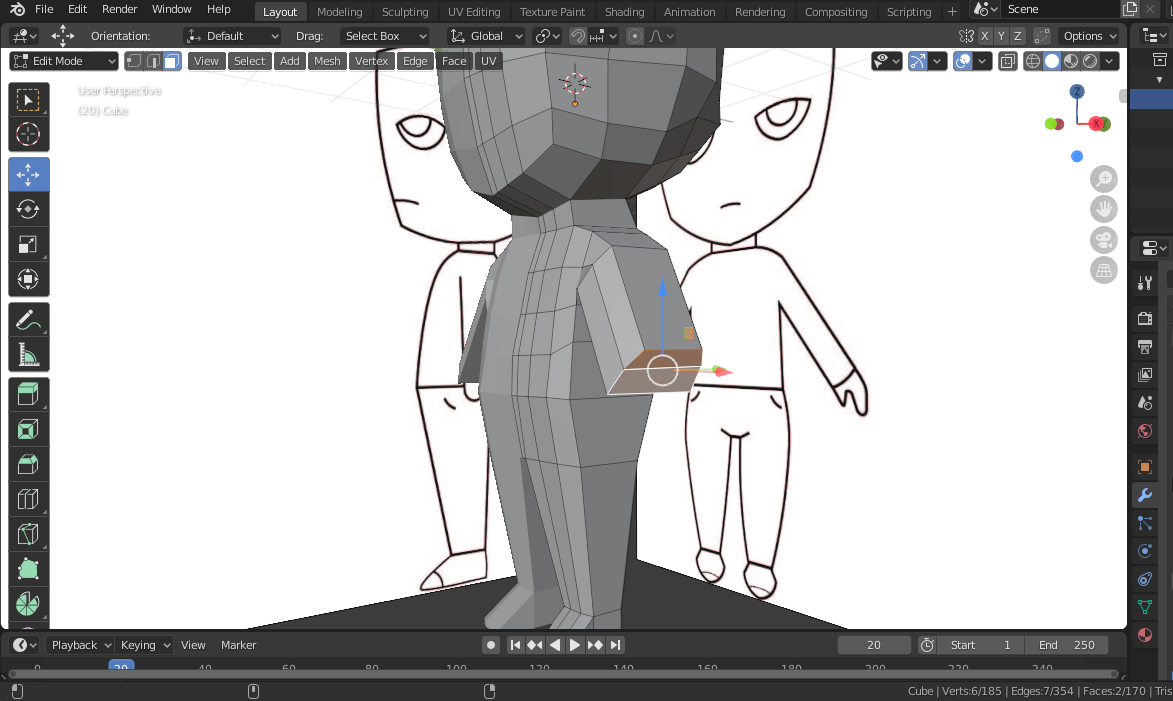 File Edit Render Window Help Layout Modeling Sculpting UV Editing Texture Paint Shading Animation Rendering Compositing Scripting + Scene
Orientation: Default Drag: Select Box Global X Y Z Options
Edit Mode View Select Add Mesh Vertex Edge Face UV
User Perspective
(20) Cube
Z
X
Playback Keying View Marker 20 Start 1 End 250
0 20 40 60 80 100 120 140 160 180 200 220 240
Cube | Verts:6/185 | Edges:7/354 | Faces:2/170 | Tris